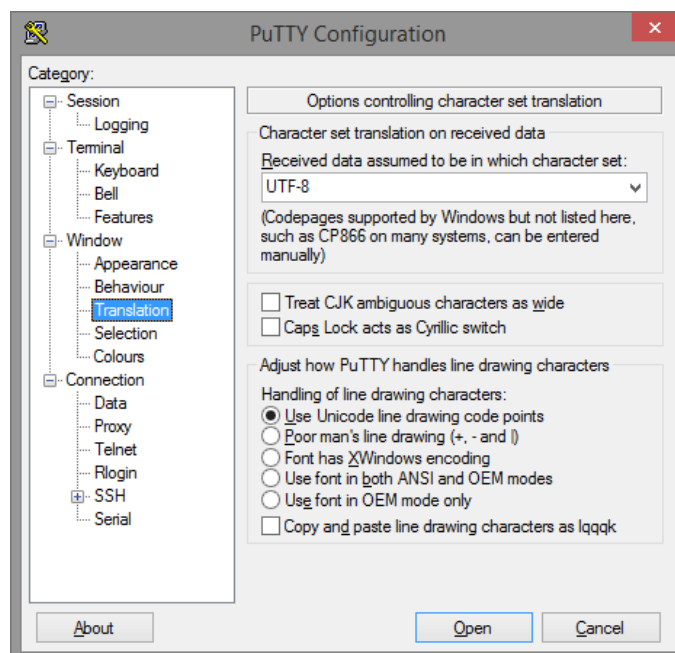 PuTTY Configuration
Category:
Session
Logging
Terminal
Keyboard
Bell
Features
Window
Appearance
Behaviour
Translation
Selection
Colours
Connection
Data
Proxy
Telnet
Rlogin
SSH
Serial
Options controlling character set translation
Character set translation on received data
Received data assumed to be in which character set:
UTF-8
(Codepages supported by Windows but not listed here,
such as CP866 on many systems, can be entered
manually)
Treat CJK ambiguous characters as wide
Caps Lock acts as Cyrillic switch
Adjust how PuTTY handles line drawing characters
Handling of line drawing characters:
Use Unicode line drawing code points
Poor man's line drawing (+, - and |)
Font has XWindows encoding
Use font in both ANSI and OEM modes
Use font in OEM mode only
Copy and paste line drawing characters as lqqqk
About
Open
Cancel